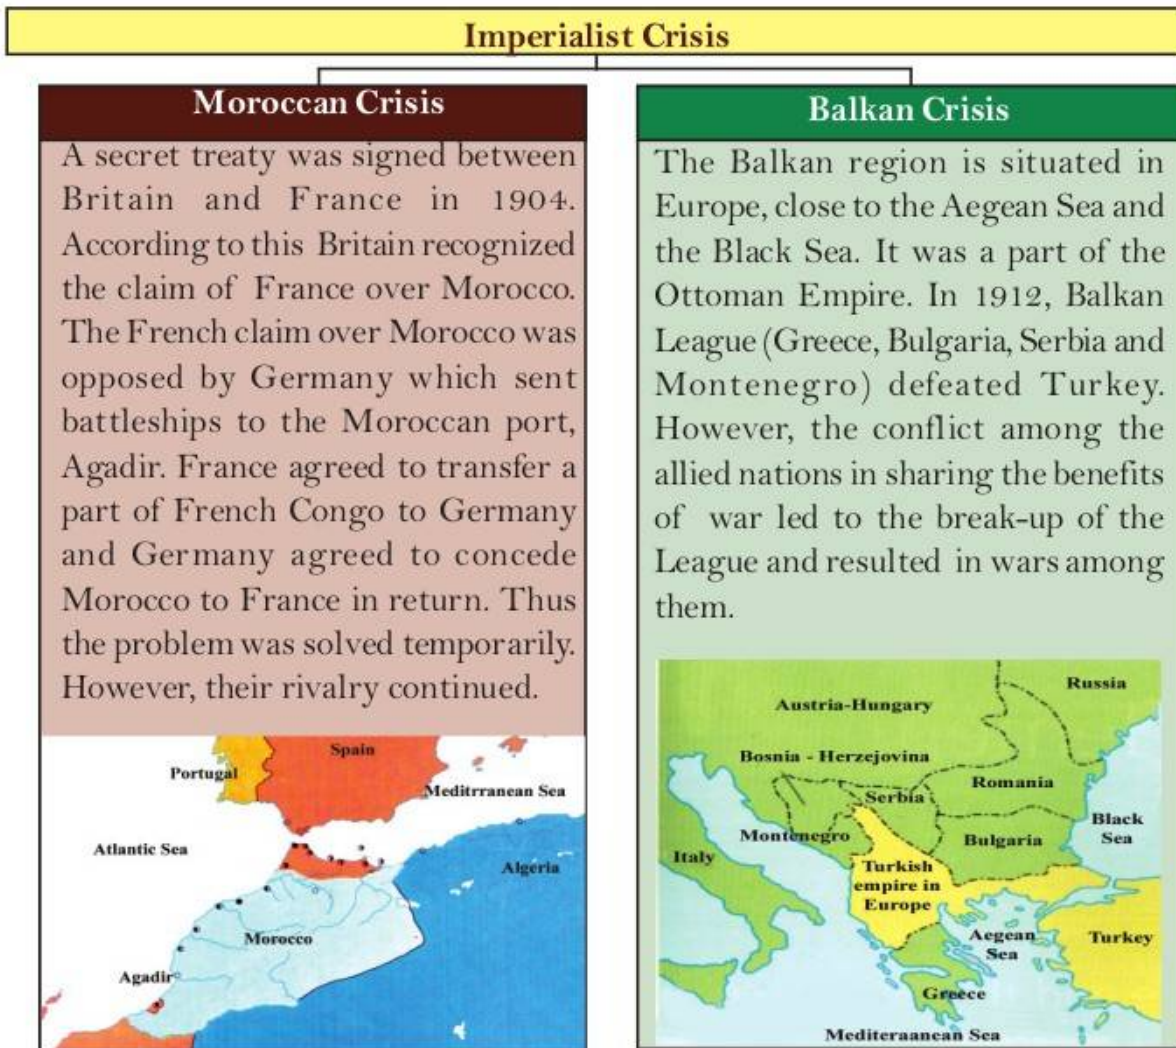 Imperialist Crisis
Moroccan Crisis
A secret treaty was signed between
Britain and France in 1904.
According to this Britain recognized
the claim of France over Morocco.
The French claim over Morocco was
opposed by Germany which sent
battleships to the Moroccan port,
Agadir. France agreed to transfer a
part of French Congo to Germany
and Germany agreed to concede
Morocco to France in return. Thus
the problem was solved temporarily.
However, their rivalry continued.
Spain
Portugal
Meditrranean Sea
Atlantic Sea
Algeria
Morocco
Agadir
Balkan Crisis
The Balkan region is situated in
Europe, close to the Aegean Sea and
the Black Sea. It was a part of the
Ottoman Empire. In 1912, Balkan
League (Greece, Bulgaria, Serbia and
Montenegro) defeated Turkey.
However, the conflict among the
allied nations in sharing the benefits
of war led to the break-up of the
League and resulted in wars among
them.
Russia
Austria-Hungary
Bosnia - Herzejovina
Romania
Serbia
Black
Sea
Montenegro
Bulgaria
Italy
Turkish
empire in
Europe
Aegean
Sea
Turkey
Greece
Mediteraanean Sea